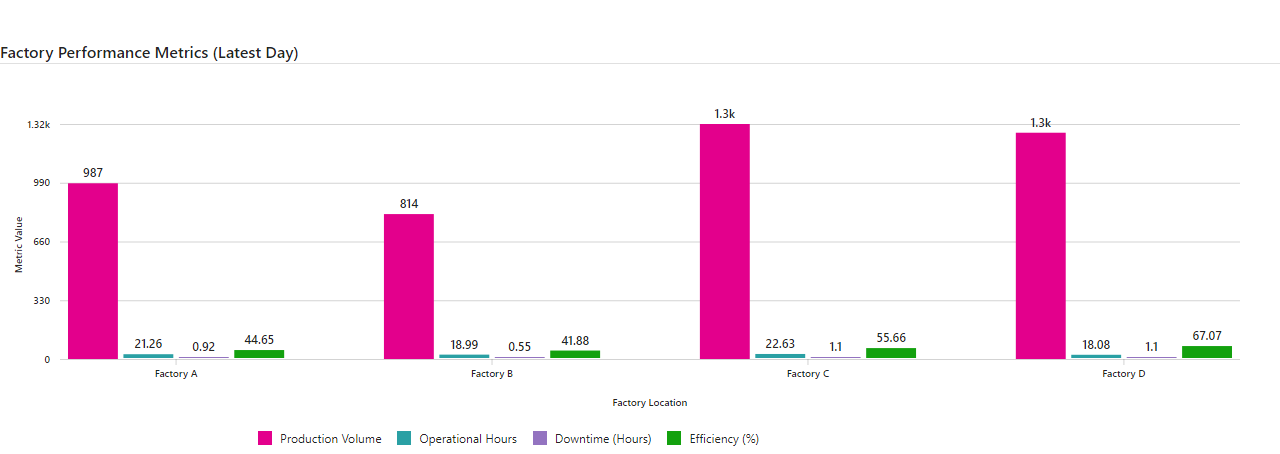 Factory Performance Metrics (Latest Day)
1.32k
990
660
330
0
Metric Value
987
21.26
0.92
44.65
814
18.99
0.55
41.88
1.3k
22.63
1.1
55.66
1.3k
18.08
1.1
67.07
Factory A
Factory B
Factory C
Factory D
Factory Location
Production Volume
Operational Hours
Downtime (Hours)
Efficiency (%)